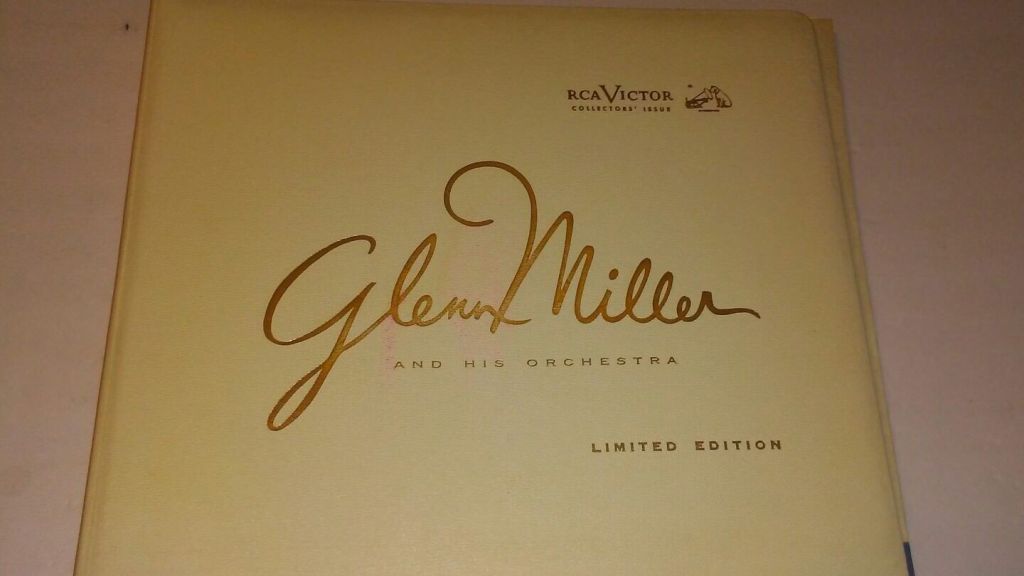 RCA VICTOR
COLLECTORS' ISSUE
Glenn Miller
AND HIS ORCHESTRA
LIMITED EDITION